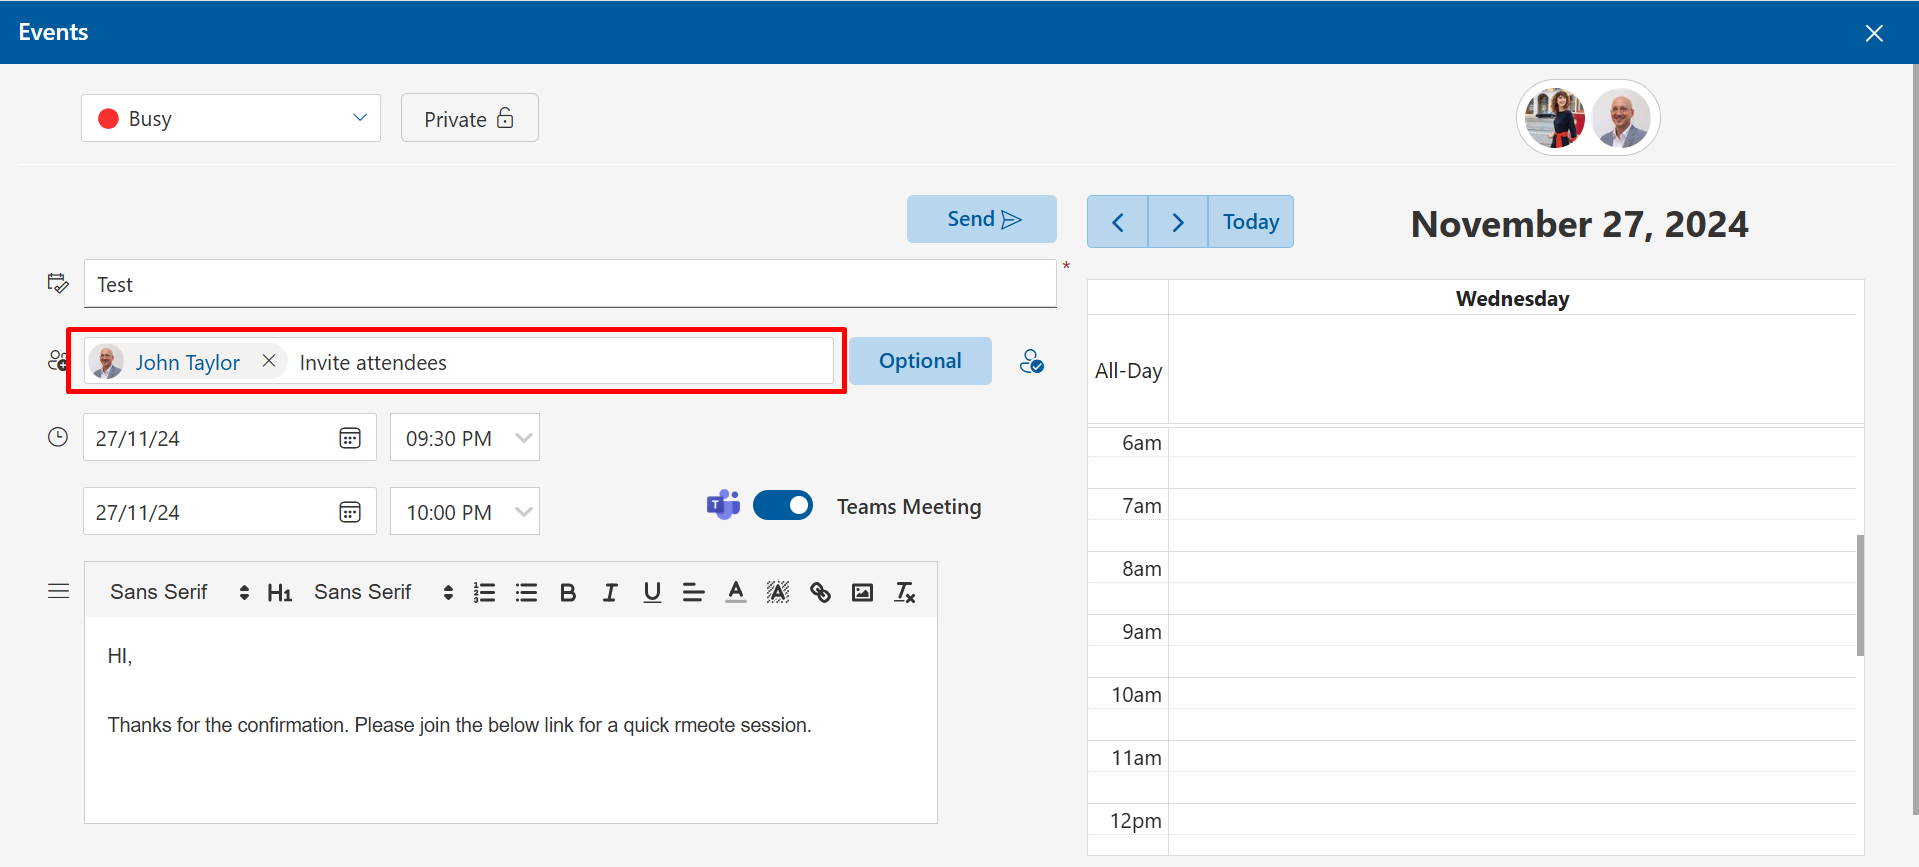 Events
Busy
Private
Send
Today
November 27, 2024
Test
*
Wednesday
John Taylor
Invite attendees
Optional
All-Day
27/11/24
09:30 PM
27/11/24
10:00 PM
T
Teams Meeting
Sans Serif
H1
Sans Serif
B
I
U
A
A
Tx
HI,
Thanks for the confirmation. Please join the below link for a quick rmeote session.
6am
7am
8am
9am
10am
11am
12pm